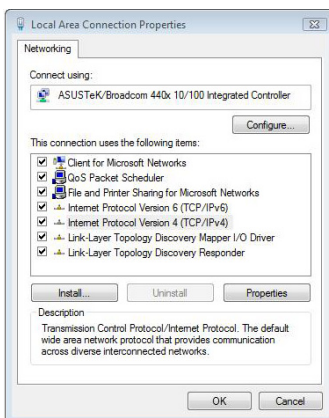 Local Area Connection Properties
Networking
Connect using:
ASUSTeK/Broadcom 440x 10/100 Integrated Controller
Configure...
This connection uses the following items:
Client for Microsoft Networks
QoS Packet Scheduler
File and Printer Sharing for Microsoft Networks
Internet Protocol Version 6 (TCP/IPv6)
Internet Protocol Version 4 (TCP/IPv4)
Link-Layer Topology Discovery Mapper I/O Driver
Link-Layer Topology Discovery Responder
Install... Uninstall Properties
Description
Transmission Control Protocol/Internet Protocol. The default
wide area network protocol that provides communication
across diverse interconnected networks.
OK Cancel